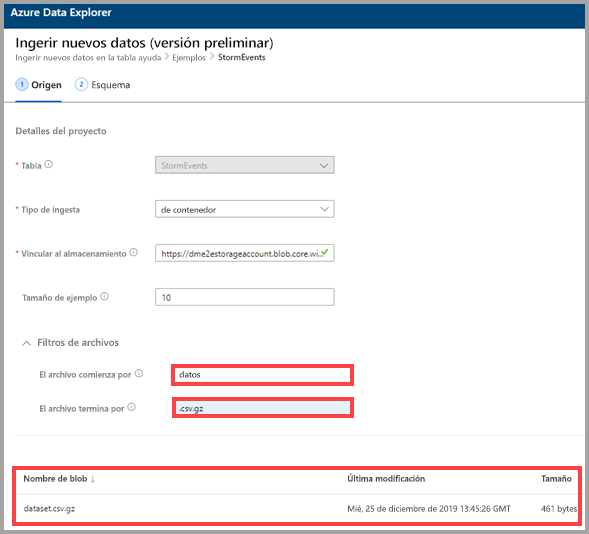 Azure Data Explorer
Ingerir nuevos datos (versión preliminar)
Ingerir nuevos datos en la tabla ayuda > Ejemplos > StormEvents
1 Origen 2 Esquema
Detalles del proyecto
* Tabla StormEvents
* Tipo de ingesta de contenedor
* Vincular al almacenamiento https://dme2estorageaccount.blob.core.wi...
Tamaño de ejemplo 10
Filtros de archivos
El archivo comienza por datos
El archivo termina por .csv.gz
Nombre de blob ↓ Última modificación Tamaño
dataset.csv.gz Mié, 25 de diciembre de 2019 13:45:26 GMT 461 bytes